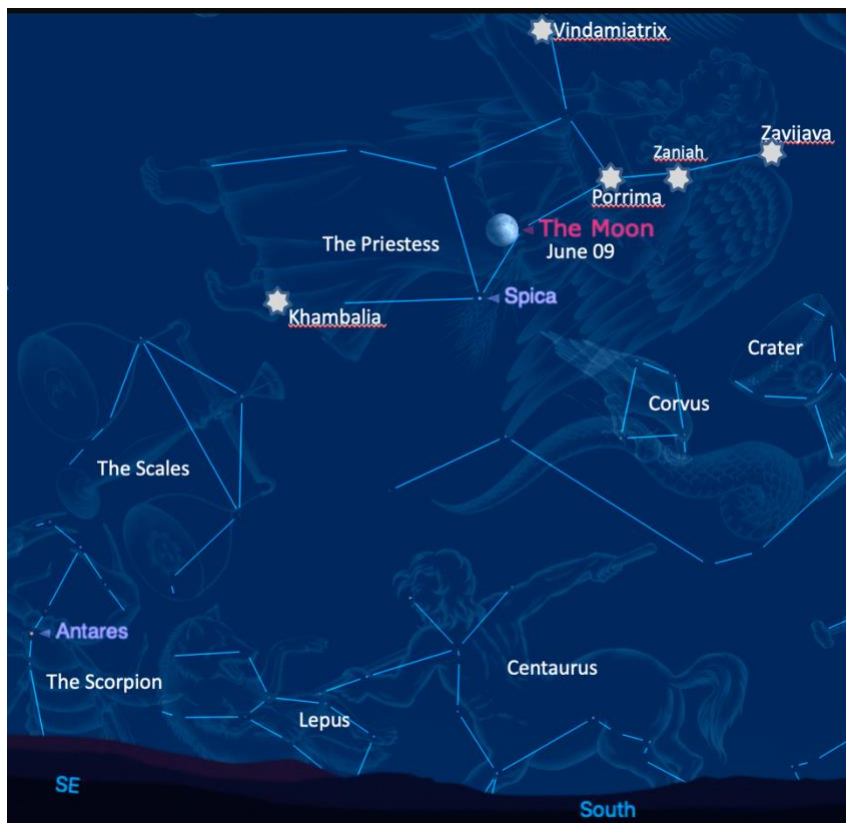 Vindamiatrix
Zavijava
Zaniah
Porrima
The Moon
June 09
The Priestess
Spica
Khambalia
Crater
Corvus
The Scales
Antares
The Scorpion
Centaurus
Lepus
SE
South